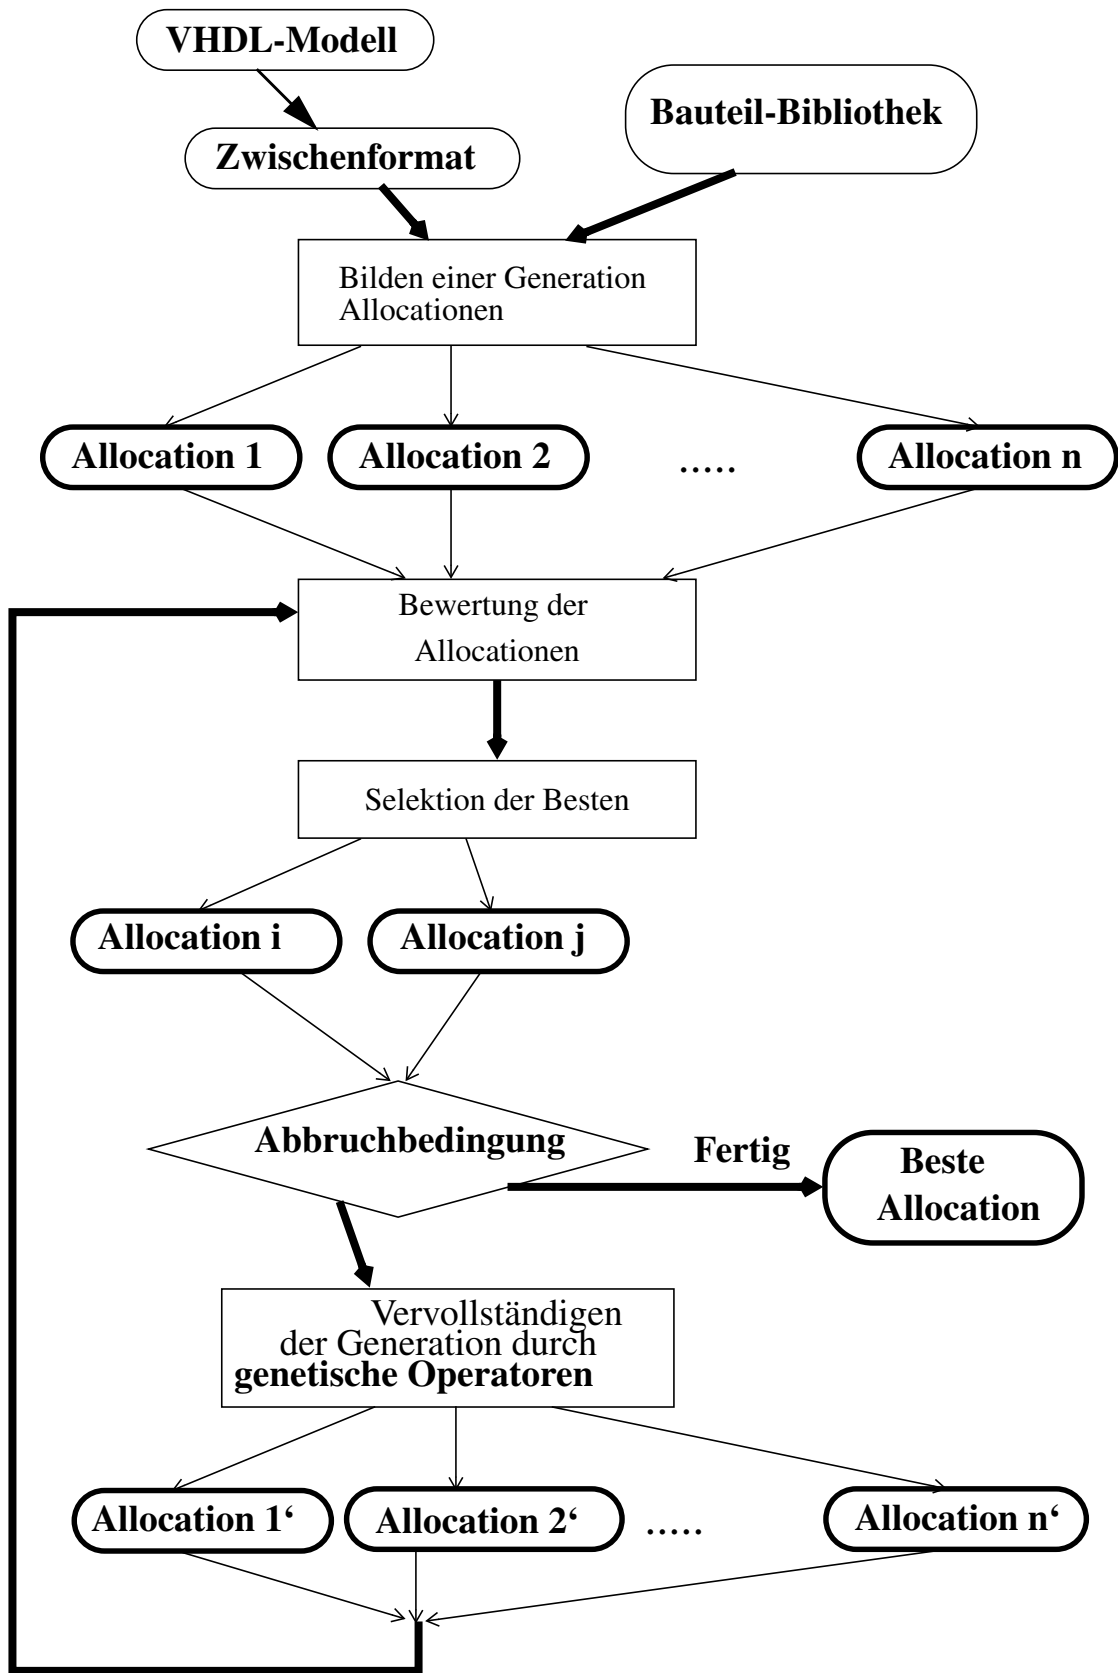 VHDL-Modell
Bauteil-Bibliothek
Zwischenformat
Bilden einer Generation
Allocationen
Allocation 1
Allocation 2
.....
Allocation n
Bewertung der
Allocationen
Selektion der Besten
Allocation i
Allocation j
Abbruchbedingung
Fertig
Beste
Allocation
Vervollständigen
der Generation durch
genetische Operatoren
Allocation 1‘
Allocation 2‘
.....
Allocation n‘